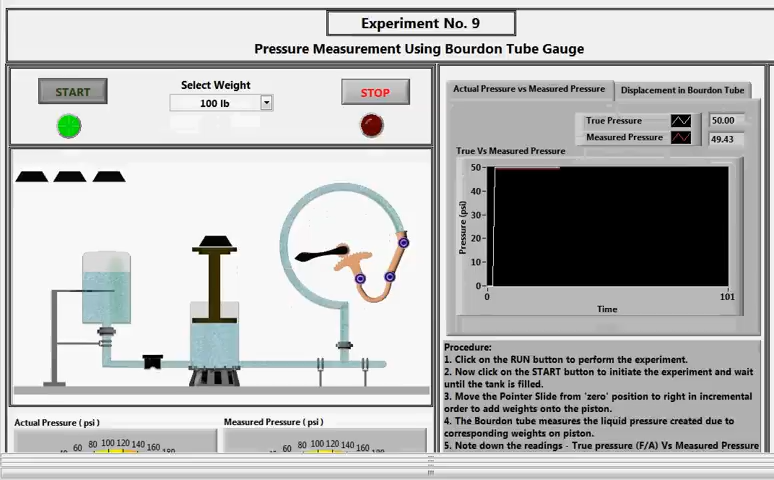 Experiment No. 9
Pressure Measurement Using Bourdon Tube Gauge
START
Select Weight
100 lb
STOP
Actual Pressure vs Measured Pressure
Displacement in Bourdon Tube
True Pressure
50.00
Measured Pressure
49.43
True Vs Measured Pressure
Pressure (psi)
50
40
30
20
10
0
0
101
Time
Procedure:
1. Click on the RUN button to perform the experiment.
2. Now click on the START button to initiate the experiment and wait
until the tank is filled.
3. Move the Pointer Slide from 'zero' position to right in incremental
order to add weights onto the piston.
4. The Bourdon tube measures the liquid pressure created due to
corresponding weights on piston.
5. Note down the readings - True pressure (F/A) Vs Measured Pressure
Actual Pressure ( psi )
60 80 100 120 140 160
Measured Pressure ( psi )
60 80 100 120 140 160